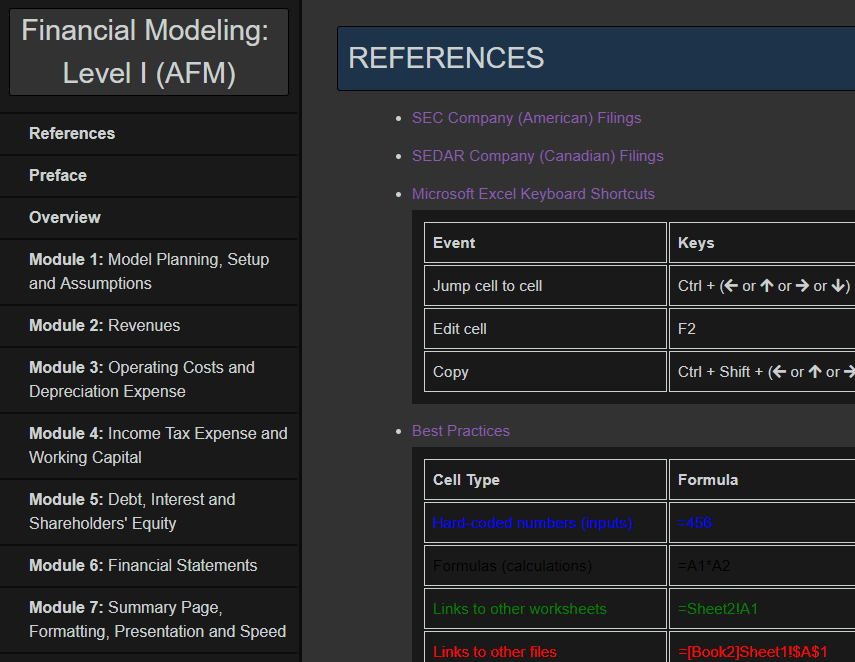 Financial Modeling:
Level I (AFM)
References
Preface
Overview
Module 1: Model Planning, Setup
and Assumptions
Module 2: Revenues
Module 3: Operating Costs and
Depreciation Expense
Module 4: Income Tax Expense and
Working Capital
Module 5: Debt, Interest and
Shareholders' Equity
Module 6: Financial Statements
Module 7: Summary Page,
Formatting, Presentation and Speed
REFERENCES
• SEC Company (American) Filings
• SEDAR Company (Canadian) Filings
• Microsoft Excel Keyboard Shortcuts
Event Keys
Jump cell to cell Ctrl + (← or ↑ or → or ↓)
Edit cell F2
Copy Ctrl + Shift + (← or ↑ or →
• Best Practices
Cell Type Formula
Hard-coded numbers (inputs) =456
Formulas (calculations) =A1*A2
Links to other worksheets =Sheet2!A1
Links to other files =[Book2]Sheet1!$A$1